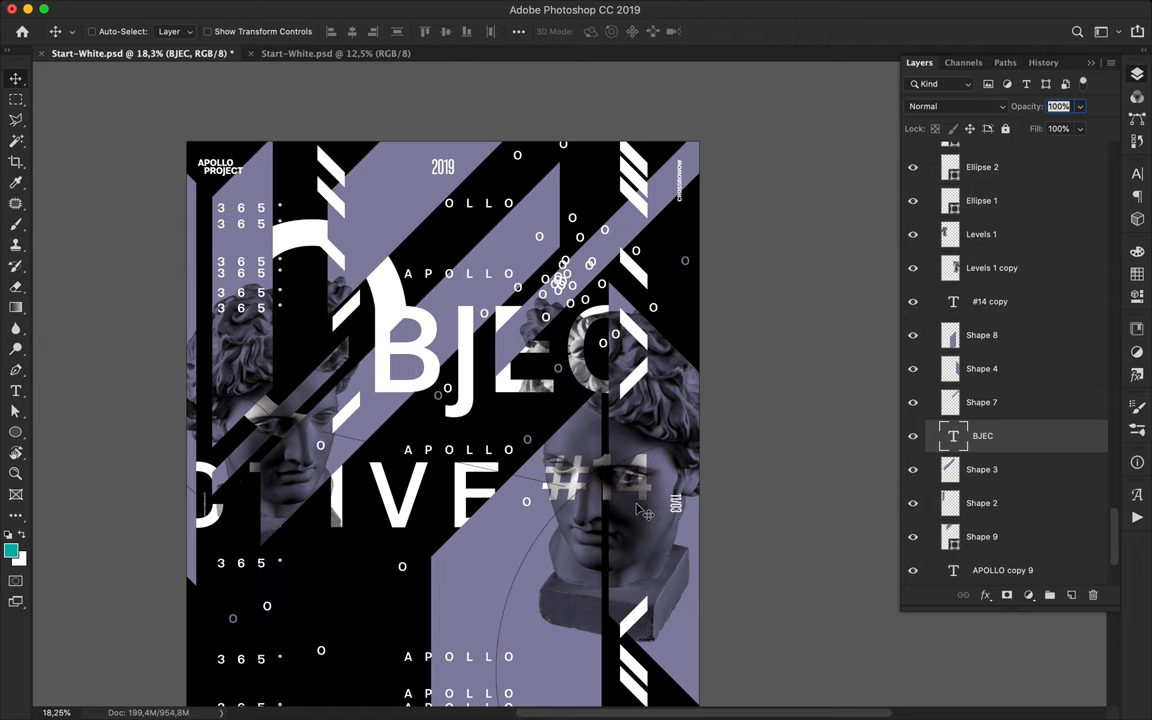 Adobe Photoshop CC 2019
Auto-Select: Layer Show Transform Controls ••• 3D Mode:
× Start-White.psd @ 18,3% (BJEC, RGB/8) * × Start-White.psd @ 12,5% (RGB/8) *
Layers Channels Paths History
Kind
Normal Opacity: 100%
Lock: Fill: 100%
Ellipse 2
Ellipse 1
Levels 1
Levels 1 copy
#14 copy
Shape 8
Shape 4
Shape 7
BJEC
Shape 3
Shape 2
Shape 9
APOLLO copy 9
APOLLO
PROJECT
2019
CROSSBOWOW
3 6 5 °
O L L O
3 6 5 °
3 6 5 °
3 6 5 °
A P O L L O
3 6 5 °
3 6 5 °
BJEC
A P O L L O
CTIVE #14
11/03
3 6 5 °
3 6 5 °
A P O L L O
A P O L L O
18,25% Doc: 199,4M/954,8M